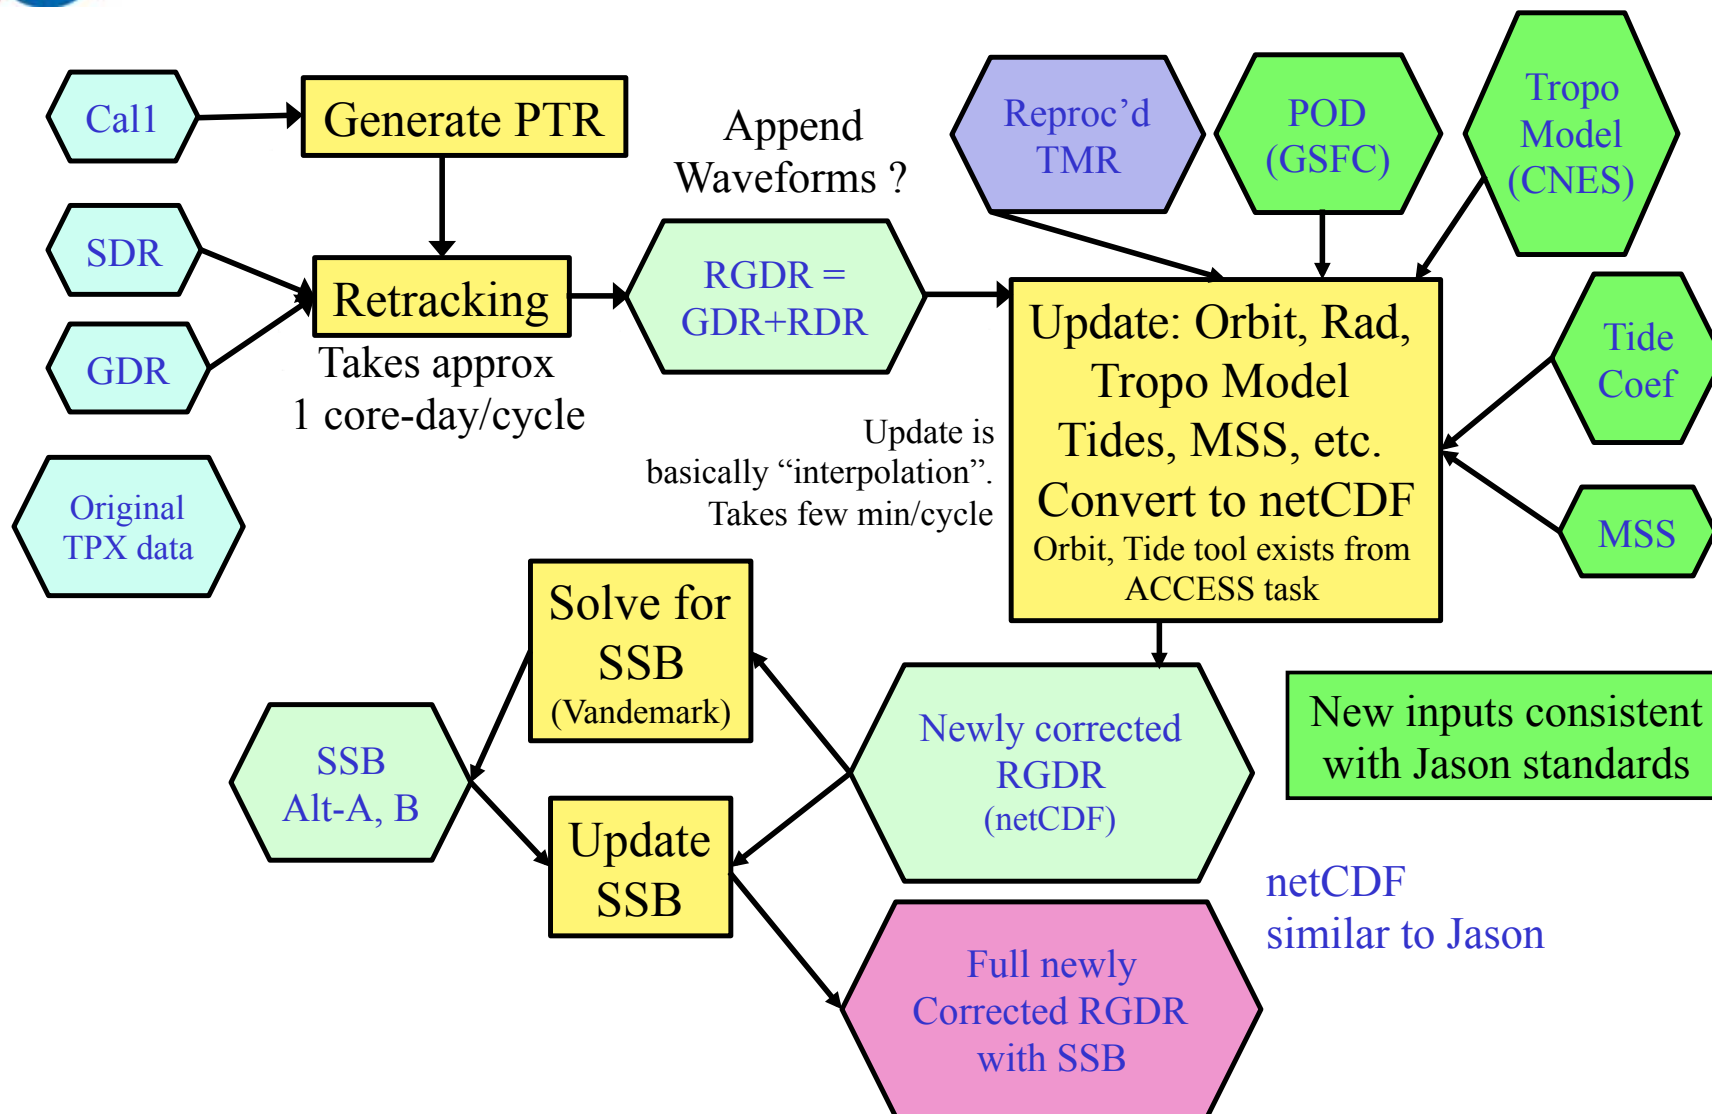 Cal1
Generate PTR
Append
Waveforms ?
Reproc’d
TMR
POD
(GSFC)
Tropo
Model
(CNES)
SDR
GDR
Retracking
Takes approx
1 core-day/cycle
RGDR =
GDR+RDR
Update: Orbit, Rad,
Tropo Model
Tides, MSS, etc.
Convert to netCDF
Orbit, Tide tool exists from
ACCESS task
Tide
Coef
MSS
Update is
basically “interpolation”.
Takes few min/cycle
Original
TPX data
Solve for
SSB
(Vandemark)
SSB
Alt-A, B
Update
SSB
Newly corrected
RGDR
(netCDF)
New inputs consistent
with Jason standards
netCDF
similar to Jason
Full newly
Corrected RGDR
with SSB